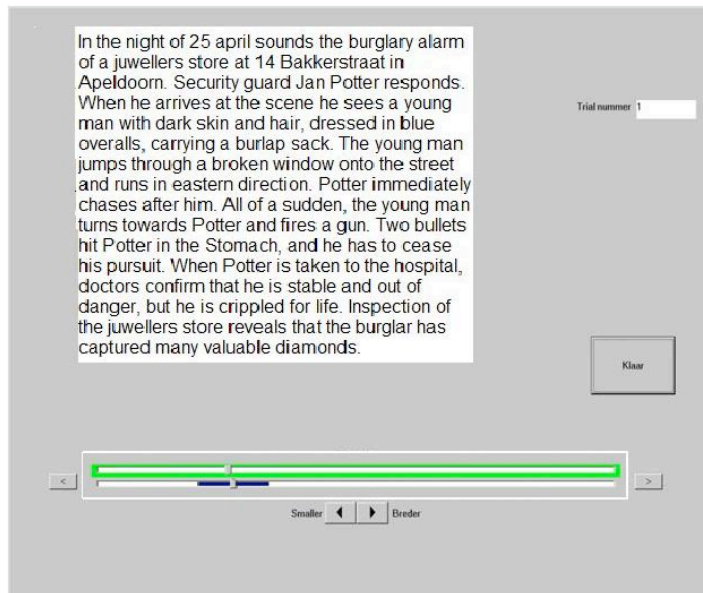 In the night of 25 april sounds the burglary alarm
of a juwellers store at 14 Bakkerstraat in
Apeldoorn. Security guard Jan Potter responds.
When he arrives at the scene he sees a young
man with dark skin and hair, dressed in blue
overalls, carrying a burlap sack. The young man
jumps through a broken window onto the street
and runs in eastern direction. Potter immediately
chases after him. All of a sudden, the young man
turns towards Potter and fires a gun. Two bullets
hit Potter in the Stomach, and he has to cease
his pursuit. When Potter is taken to the hospital,
doctors confirm that he is stable and out of
danger, but he is crippled for life. Inspection of
the juwellers store reveals that the burglar has
captured many valuable diamonds.
Trial nummer 1
Klaar
< >
Smaller Breder